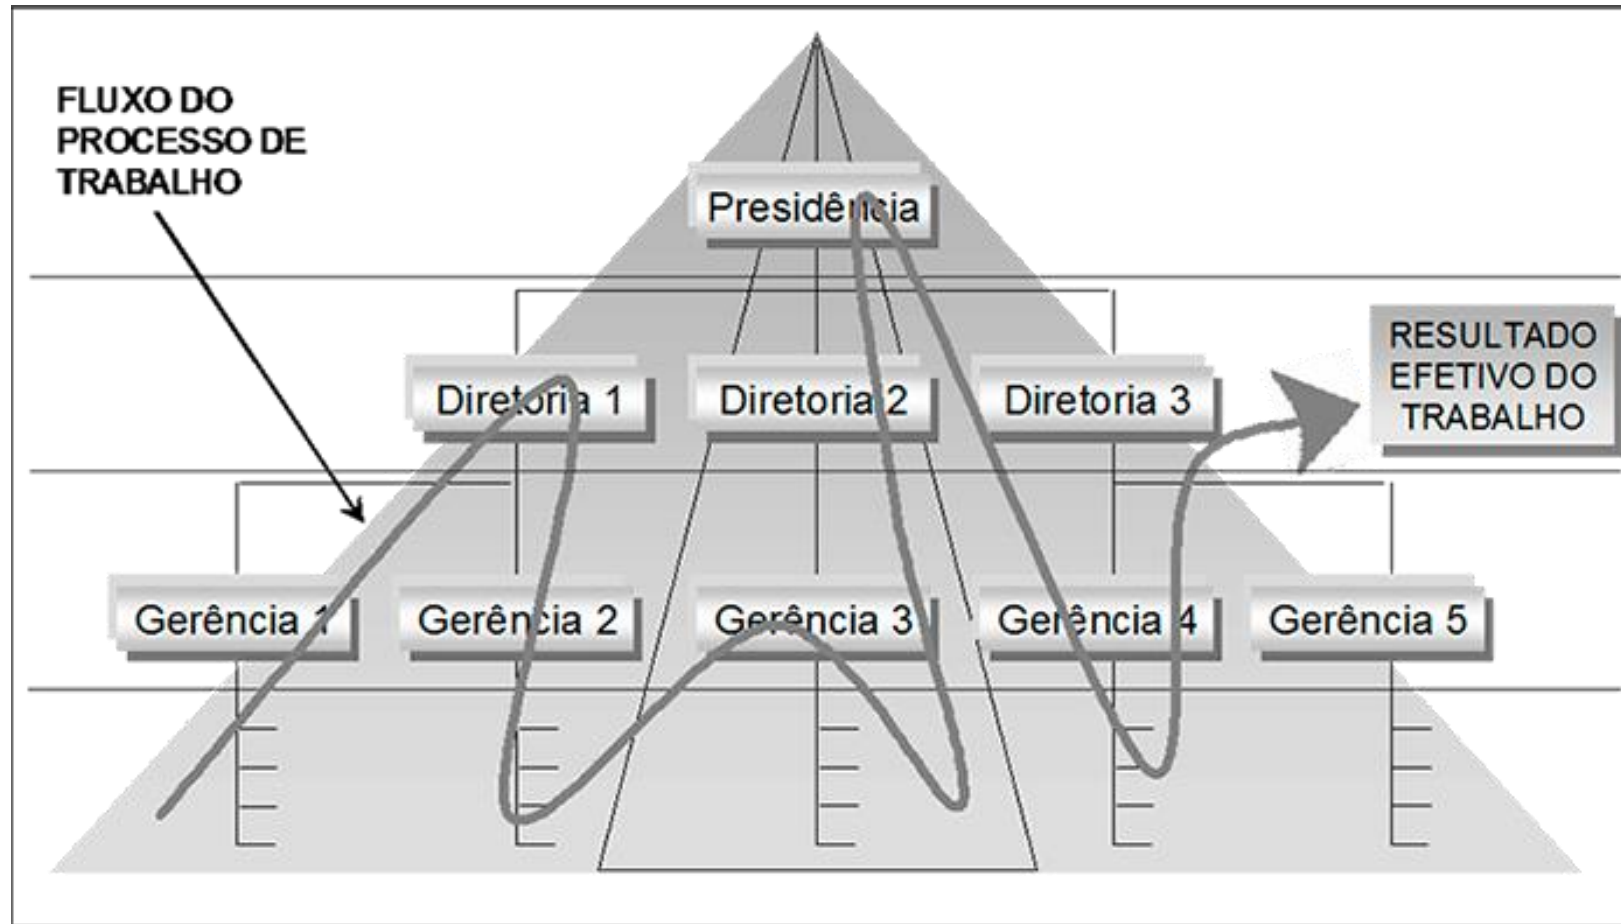 FLUXO DO
PROCESSO DE
TRABALHO
Presidência
RESULTADO
EFETIVO DO
TRABALHO
Diretoria 1
Diretoria 2
Diretoria 3
Gerência 1
Gerência 2
Gerência 3
Gerência 4
Gerência 5